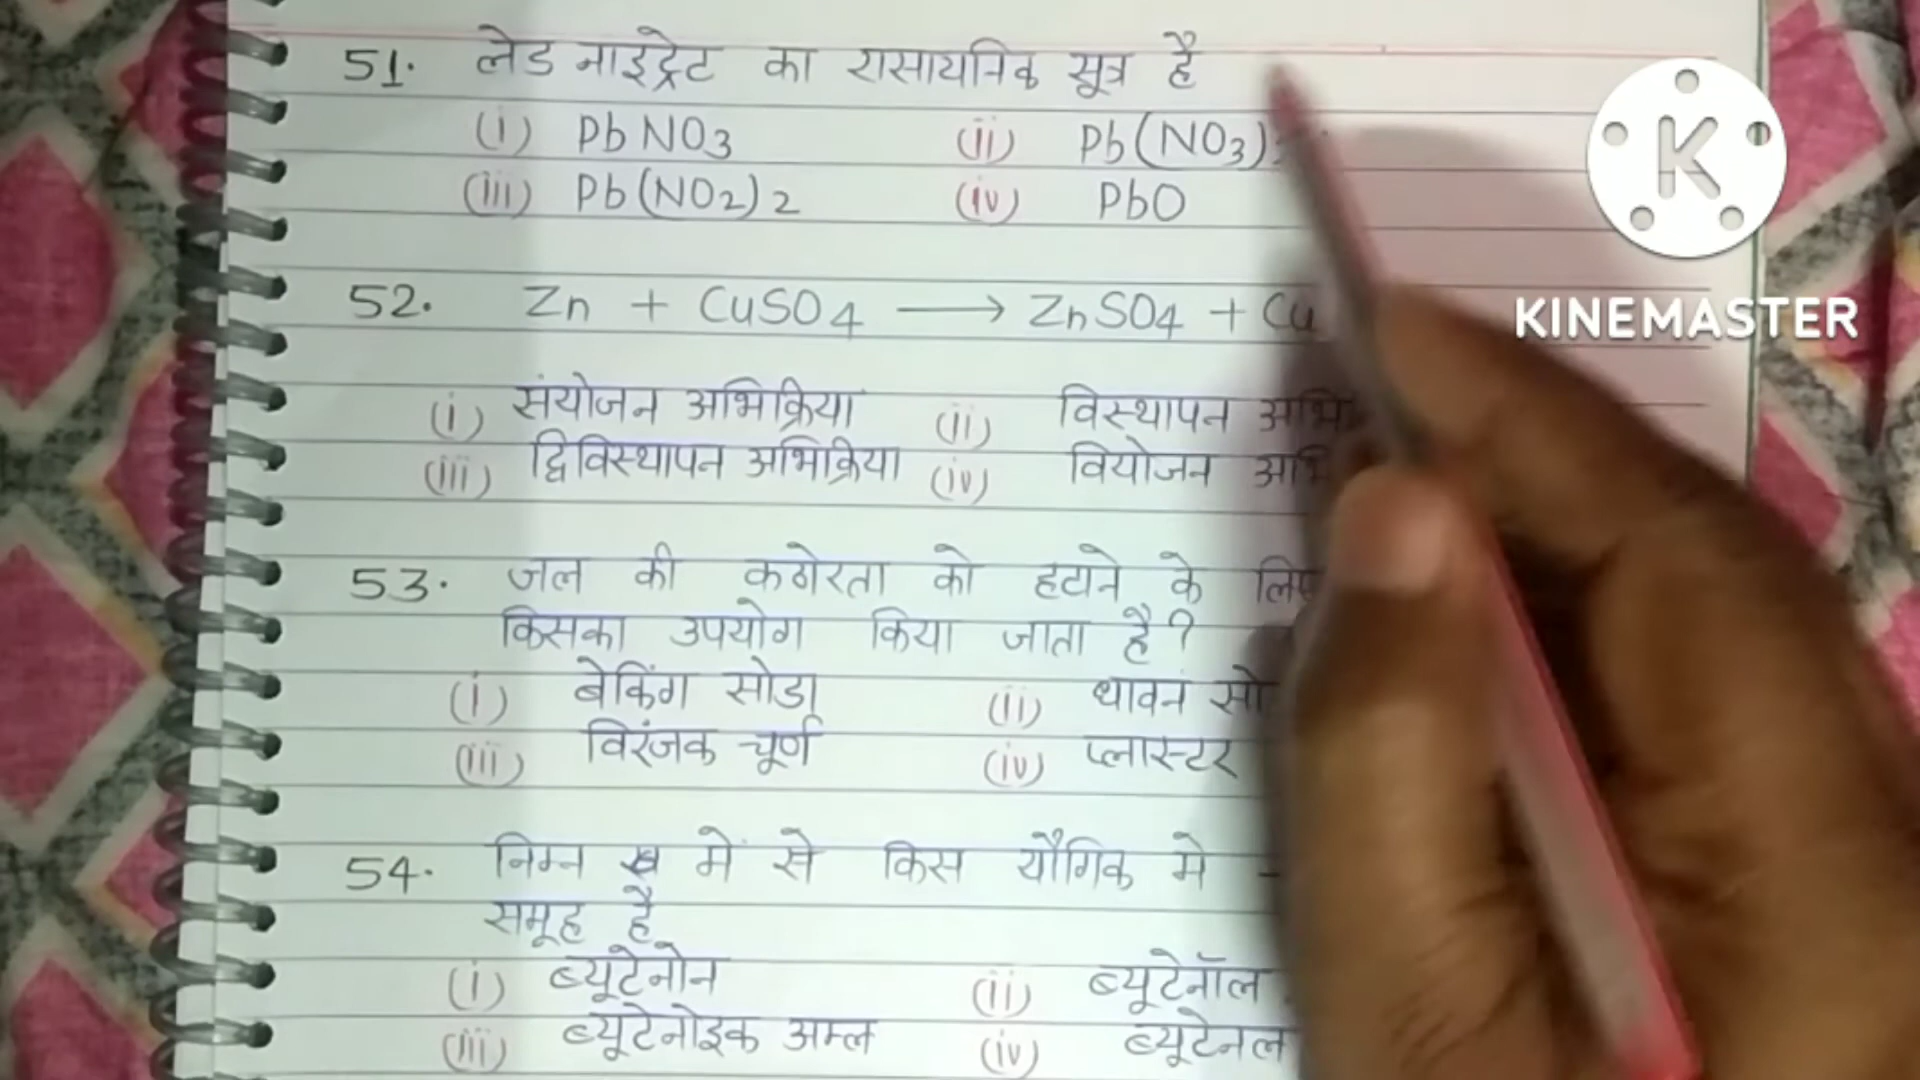 51. लेड नाइट्रेट का रासायनिक सूत्र है
(i) PbNO3 (ii) Pb(NO3)2
(iii) Pb(NO2)2 (iv) PbO
52. Zn + CuSO4 ⟶ ZnSO4 + Cu
(i) संयोजन अभिक्रिया (ii) विस्थापन
(iii) द्विविस्थापन अभिक्रिया (iv) वियोजन
53. जल की कठोरता को हटाने के
किसका उपयोग किया जाता है?
(i) बेकिंग सोडा (ii) धावन
(iii) विरंजक चूर्ण (iv) प्लास्टर
54. निम्न में से किस यौगिक मे -
समूह है
(i) ब्यूटेनोन (ii) ब्यूटेनॉल
(iii) ब्यूटेनोइक अम्ल (iv) ब्यूटेनल
K
KINEMASTER